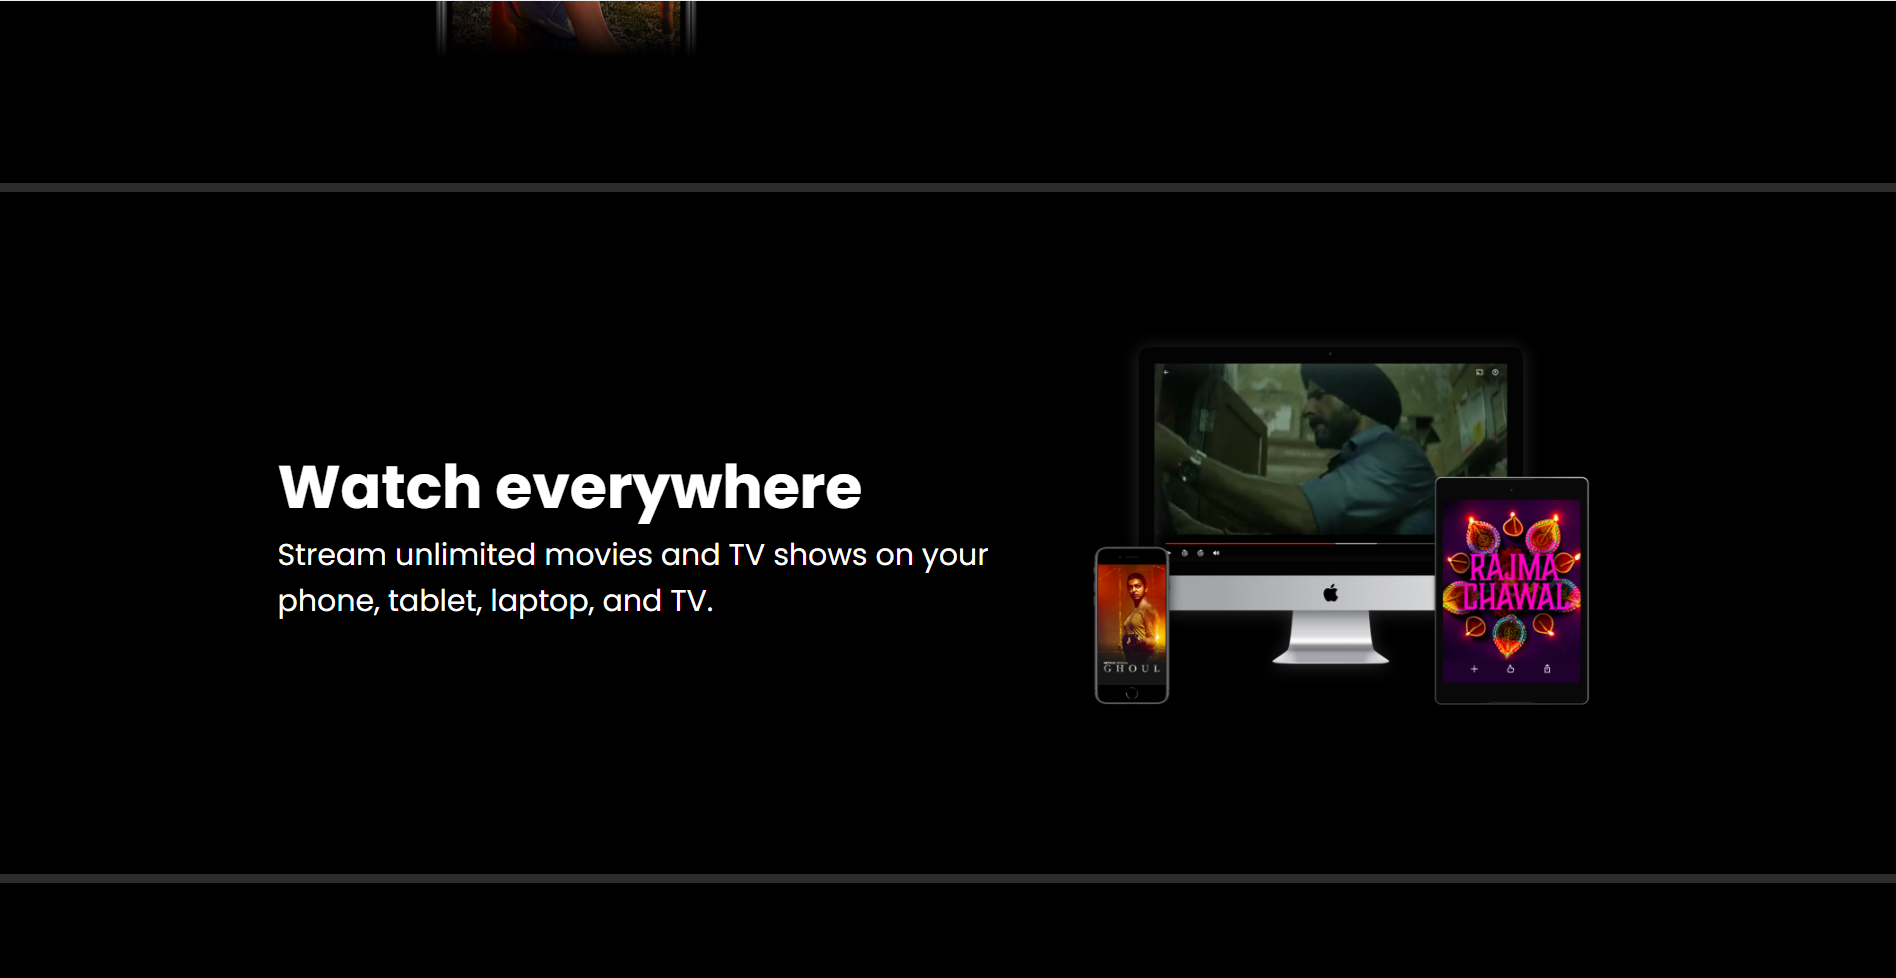 Watch everywhere
Stream unlimited movies and TV shows on your
phone, tablet, laptop, and TV.
RAJMA
CHAWAL
GHOUL